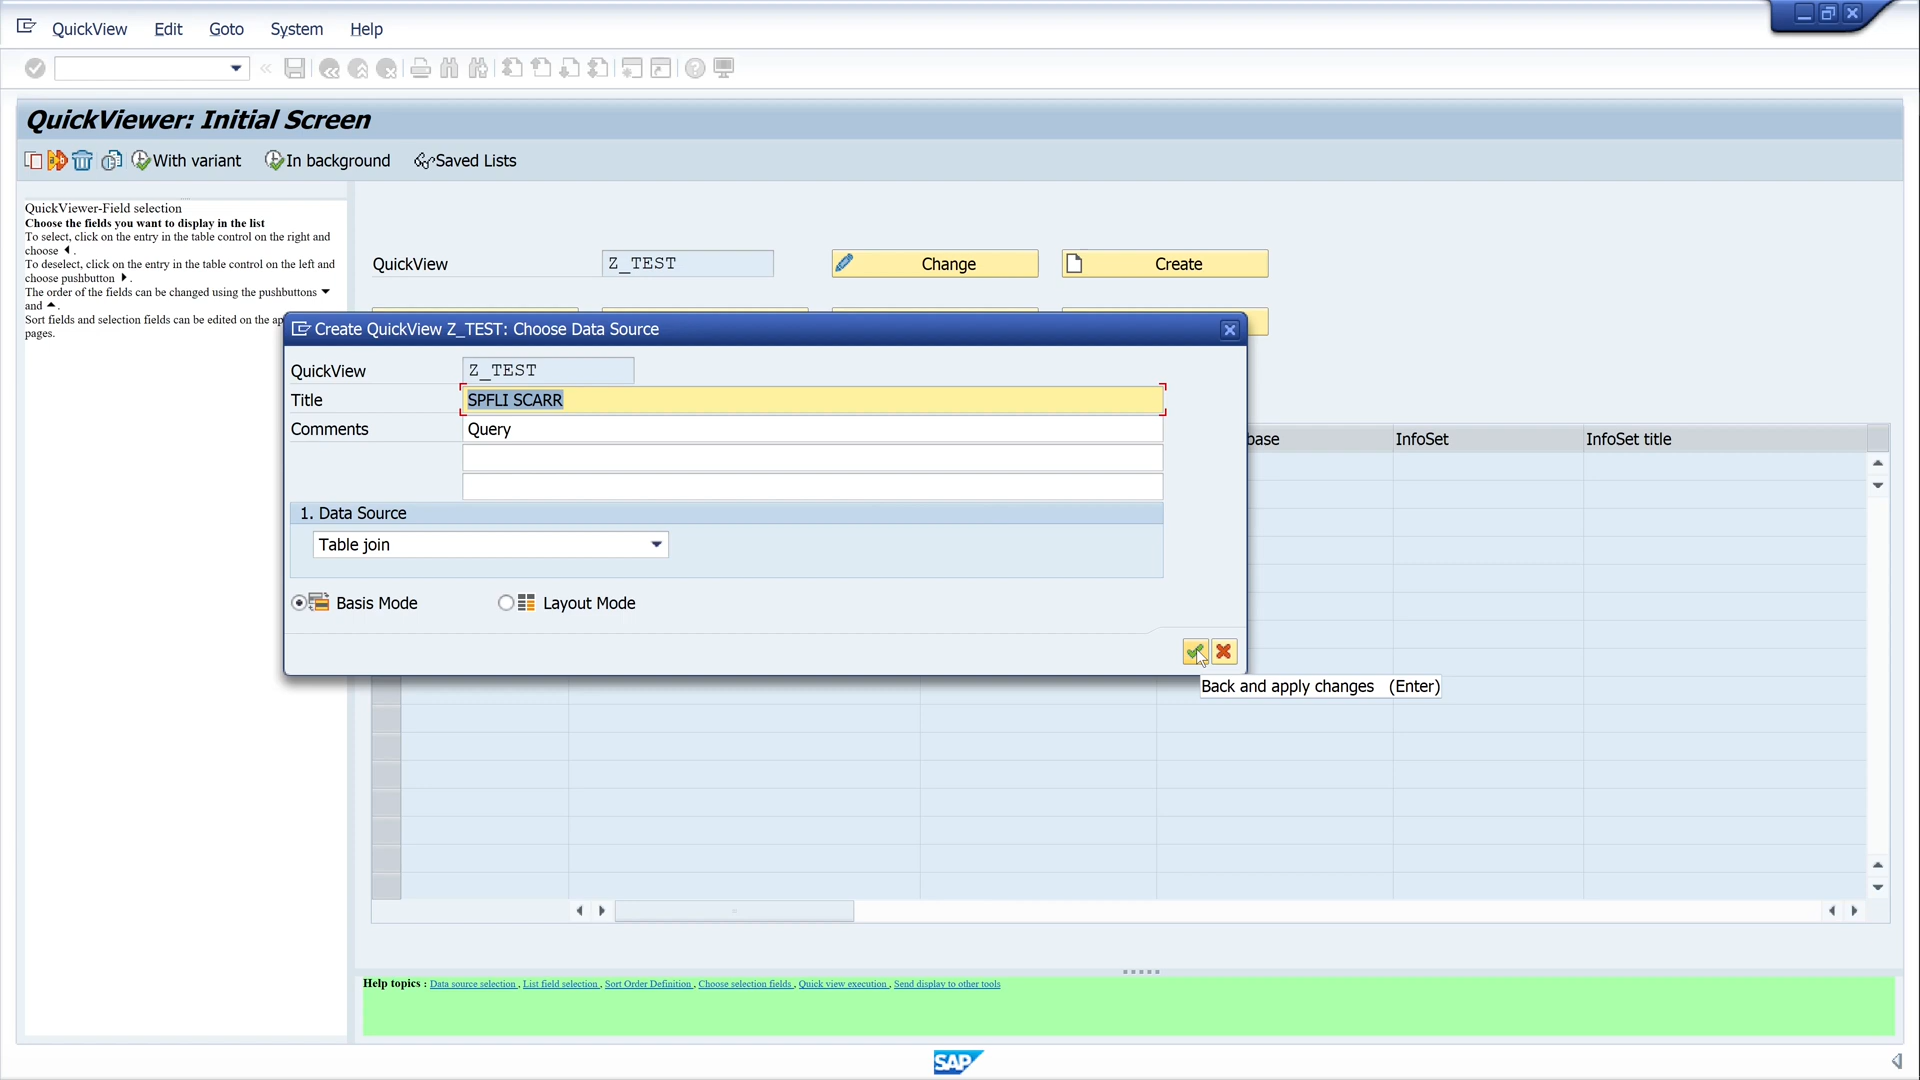 QuickView Edit Goto System Help
QuickViewer: Initial Screen
With variant In background Saved Lists
QuickViewer-Field selection
Choose the fields you want to display in the list
To select, click on the entry in the table control on the right and
choose .
To deselect, click on the entry in the table control on the left and
choose pushbutton .
The order of the fields can be changed using the pushbuttons
and .
Sort fields and selection fields can be edited on the
pages.
QuickView Z_TEST Change Create
Create QuickView Z_TEST: Choose Data Source
QuickView Z_TEST
Title SPFLI SCARR
Comments Query
1. Data Source
Table join
Basis Mode Layout Mode
Back and apply changes (Enter)
base InfoSet InfoSet title
Help topics : Data source selection , List field selection , Sort Order Definition , Choose selection fields , Quick view execution , Send display to other tools
SAP